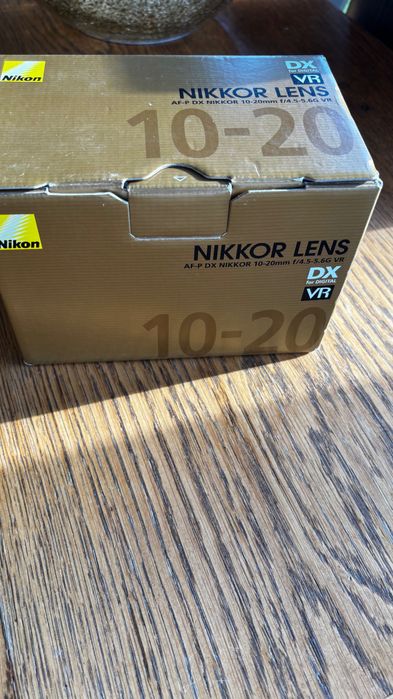 Nikon
DX
for DIGITAL
VR
NIKKOR LENS
AF-P DX NIKKOR 10-20mm f/4.5-5.6G VR
10-20
Nikon
NIKKOR LENS
AF-P DX NIKKOR 10-20mm f/4.5-5.6G VR
DX
for DIGITAL
VR
10-20